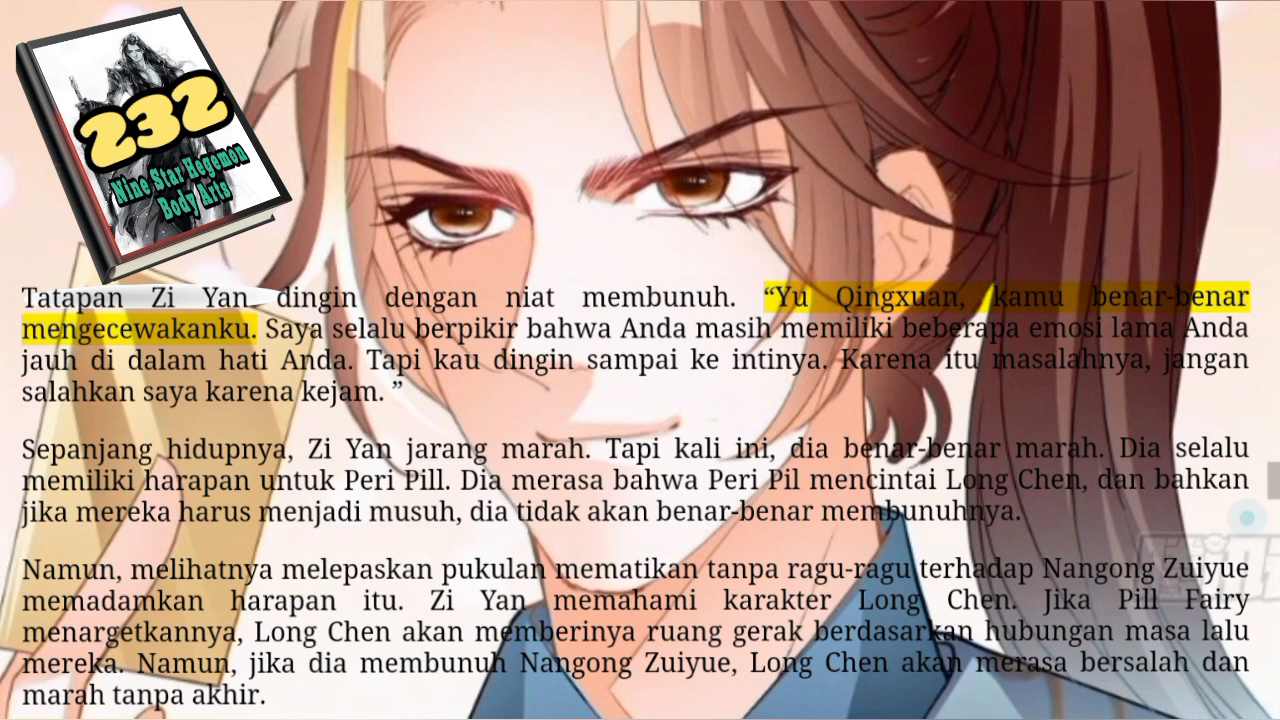 232
Nine Star Hegemon
Body Arts
Tatapan Zi Yan dingin dengan niat membunuh. “Yu Qingxuan, kamu benar-benar
mengecewakanku. Saya selalu berpikir bahwa Anda masih memiliki beberapa emosi lama Anda
jauh di dalam hati Anda. Tapi kau dingin sampai ke intinya. Karena itu masalahnya, jangan
salahkan saya karena kejam. ”
Sepanjang hidupnya, Zi Yan jarang marah. Tapi kali ini, dia benar-benar marah. Dia selalu
memiliki harapan untuk Peri Pill. Dia merasa bahwa Peri Pil mencintai Long Chen, dan bahkan
jika mereka harus menjadi musuh, dia tidak akan benar-benar membunuhnya.
Namun, melihatnya melepaskan pukulan mematikan tanpa ragu-ragu terhadap Nangong Zuiyue
memadamkan harapan itu. Zi Yan memahami karakter Long Chen. Jika Pill Fairy
menargetkannya, Long Chen akan memberinya ruang gerak berdasarkan hubungan masa lalu
mereka. Namun, jika dia membunuh Nangong Zuiyue, Long Chen akan merasa bersalah dan
marah tanpa akhir.